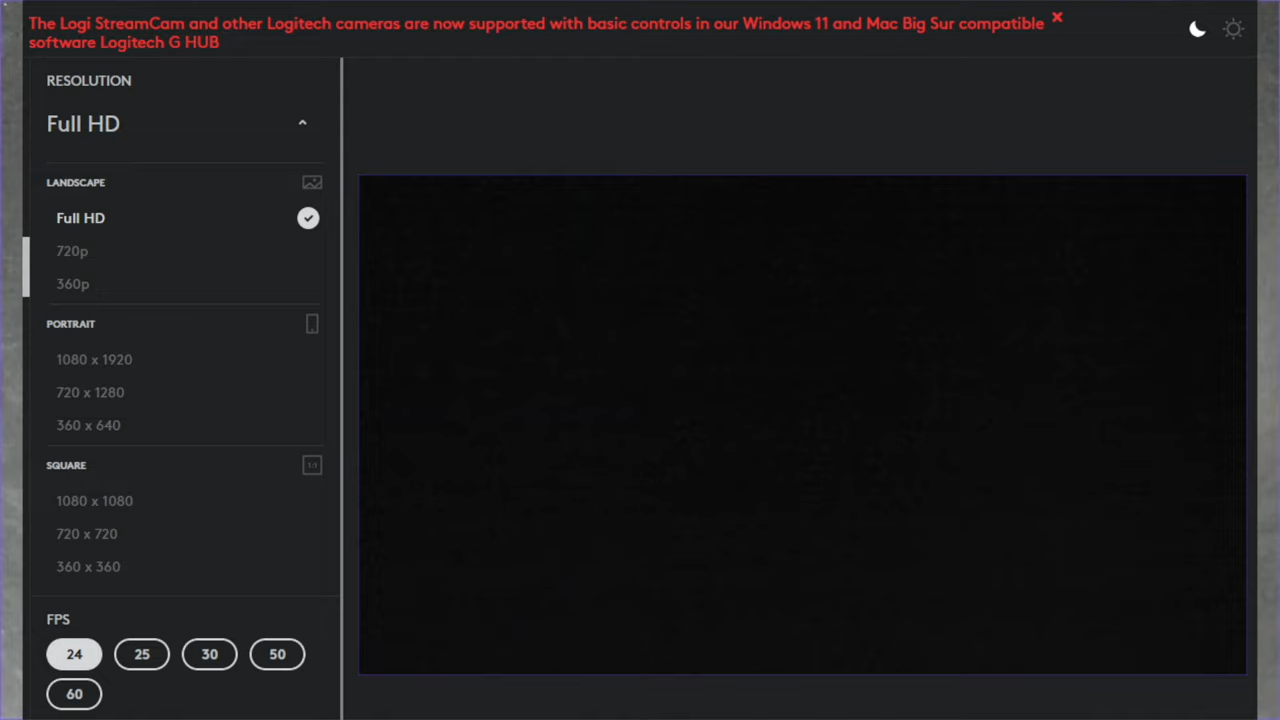 The Logi StreamCam and other Logitech cameras are now supported with basic controls in our Windows 11 and Mac Big Sur compatible
software Logitech G HUB
RESOLUTION
Full HD
LANDSCAPE
Full HD
720p
360p
PORTRAIT
1080 x 1920
720 x 1280
360 x 640
SQUARE
1:1
1080 x 1080
720 x 720
360 x 360
FPS
24 25 30 50
60